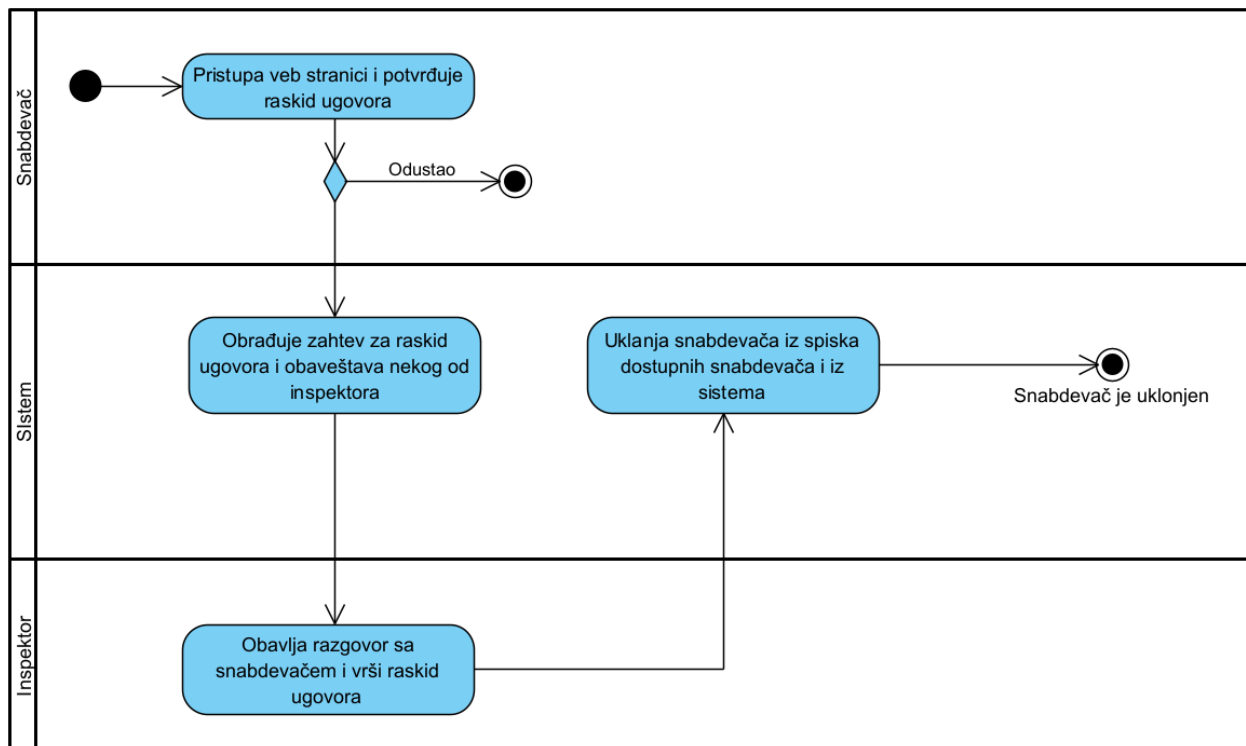 Snabdevač
Pristupa veb stranici i potvrđuje
raskid ugovora
Odustao
SIstem
Obrađuje zahtev za raskid
ugovora i obaveštava nekog od
inspektora
Uklanja snabdevača iz spiska
dostupnih snabdevača i iz
sistema
Snabdevač je uklonjen
Inspektor
Obavlja razgovor sa
snabdevačem i vrši raskid
ugovora